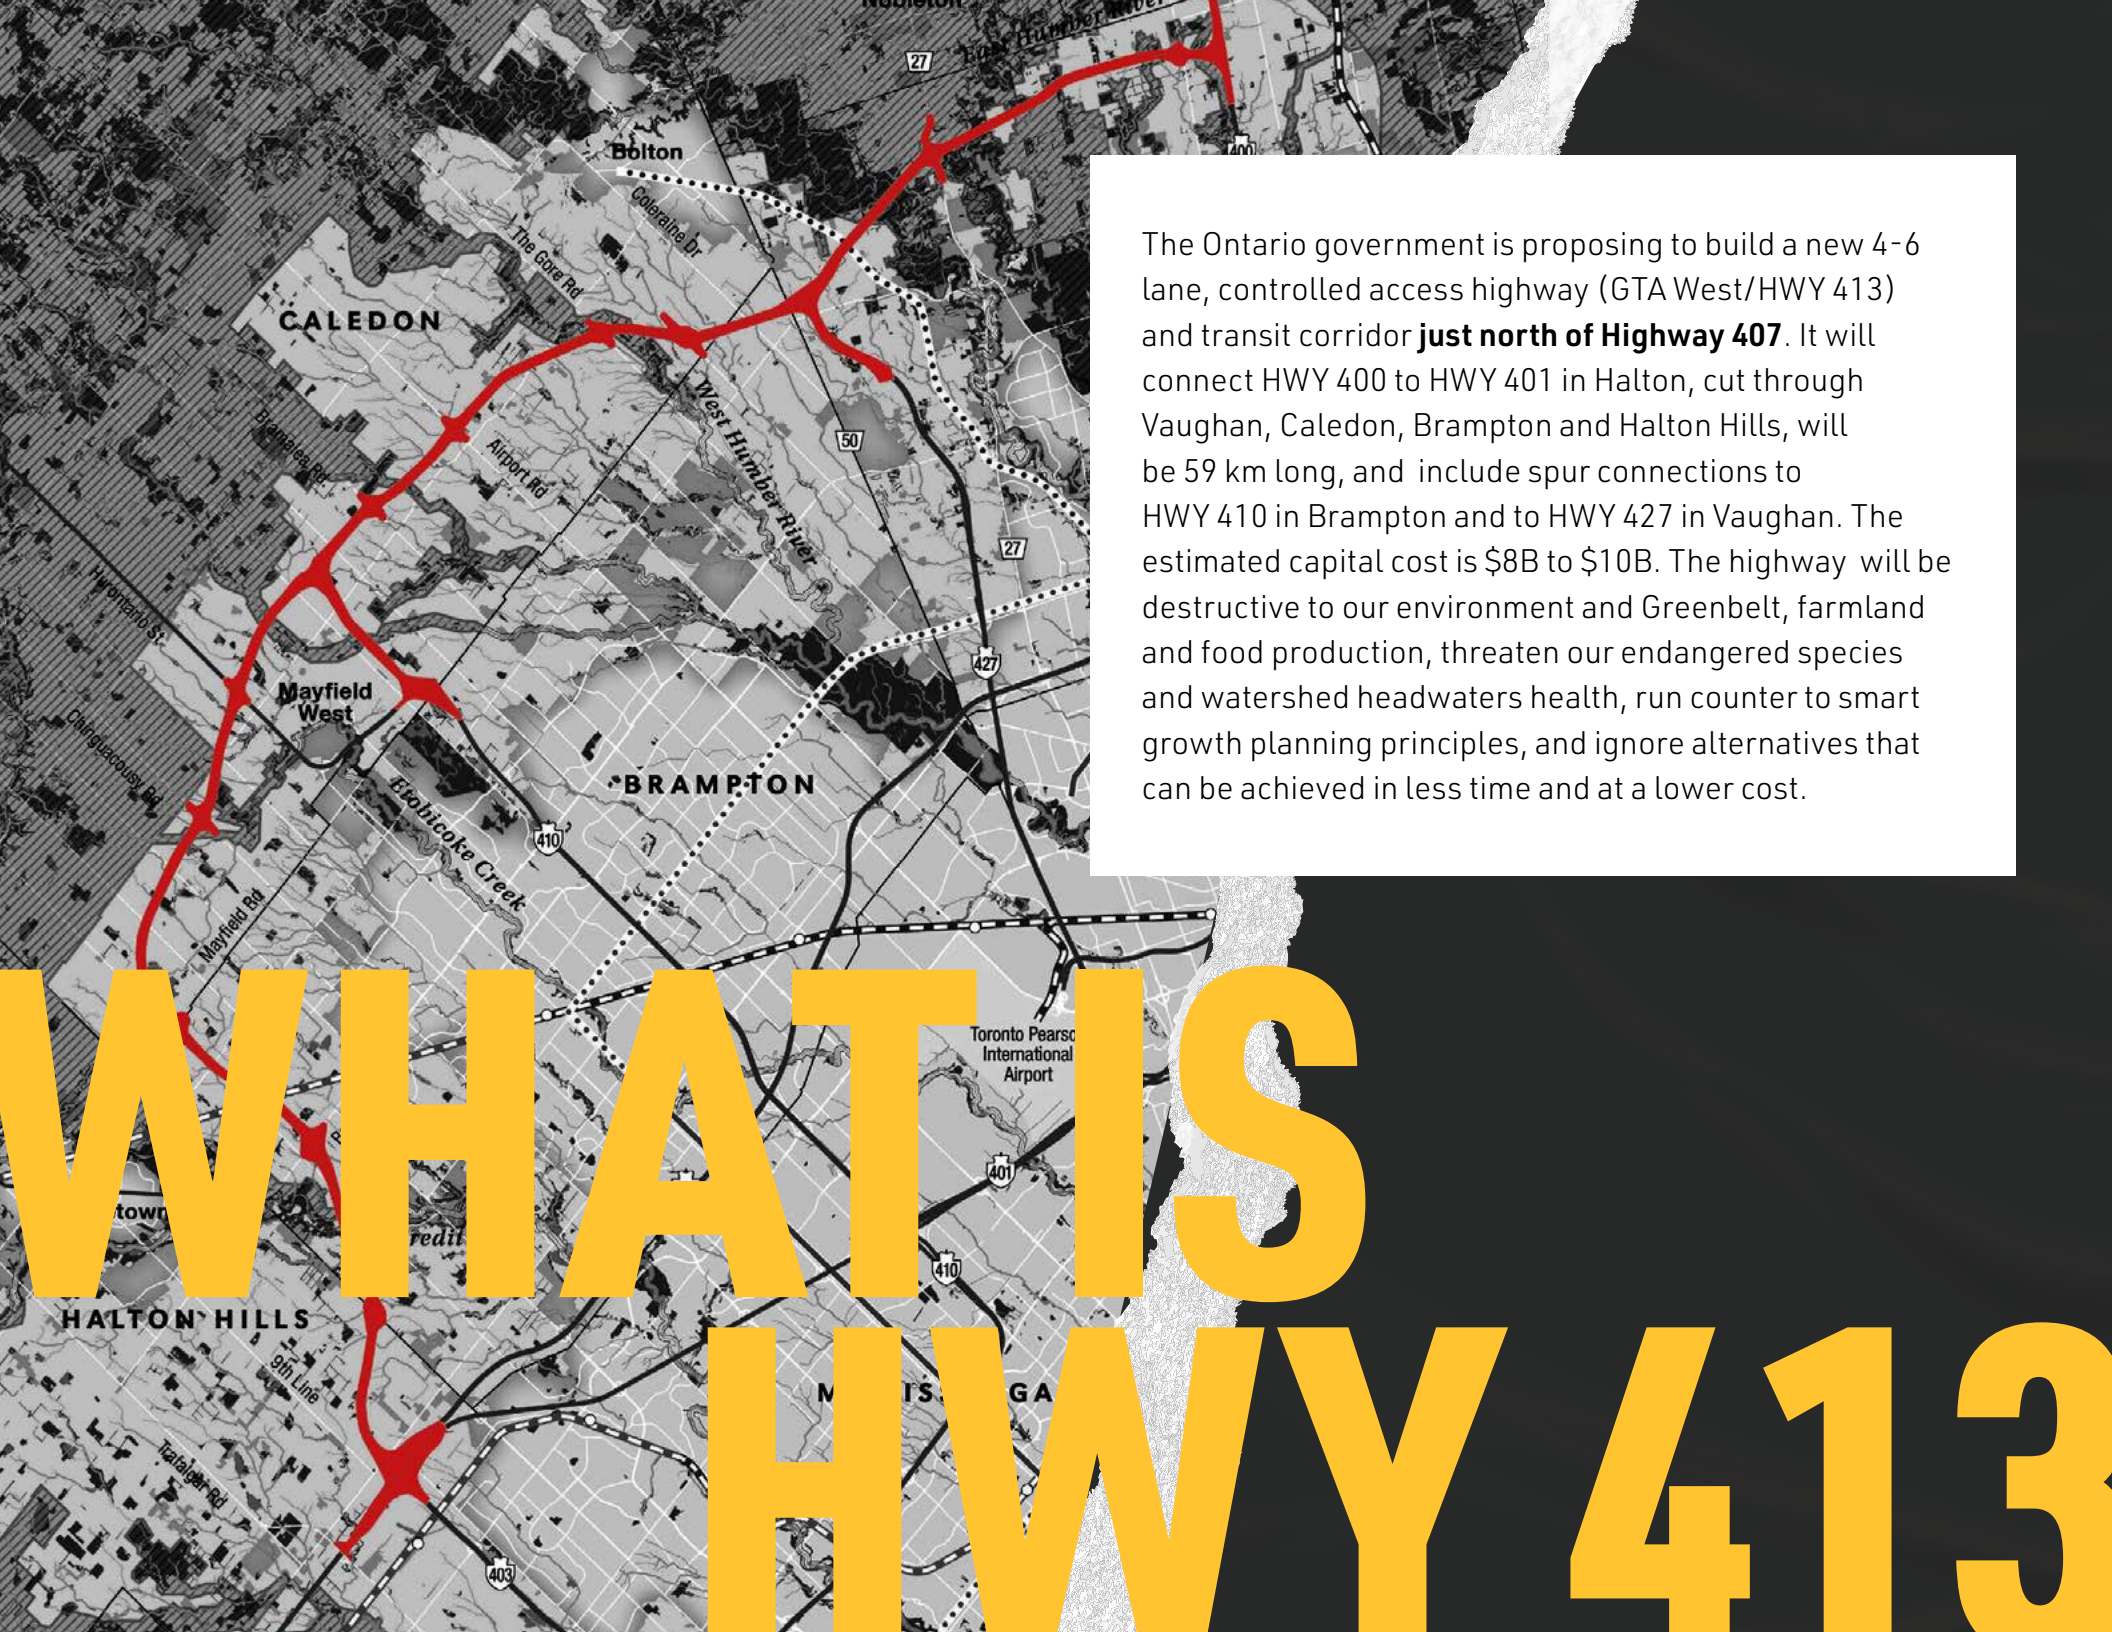 27
East Humber River
400
Bolton
Coleraine Dr
The Gore Rd
CALEDON
The Ontario government is proposing to build a new 4-6
lane, controlled access highway (GTA West/HWY 413)
and transit corridor just north of Highway 407. It will
connect HWY 400 to HWY 401 in Halton, cut through
Vaughan, Caledon, Brampton and Halton Hills, will
be 59 km long, and  include spur connections to
HWY 410 in Brampton and to HWY 427 in Vaughan. The
estimated capital cost is $8B to $10B. The highway  will be
destructive to our environment and Greenbelt, farmland
and food production, threaten our endangered species
and watershed headwaters health, run counter to smart
growth planning principles, and ignore alternatives that
can be achieved in less time and at a lower cost.
Bramalea Rd.
Airport Rd
50
West Humber River
27
Hurontario St
427
Mayfield
West
Chinguacousy Rd
BRAMPTON
Etobicoke Creek
410
Mayfield Rd
Toronto Pearso
International
Airport
WHAT IS
401
town
redit
410
HALTON HILLS
9th Line
HWY 413
Trafalgar Rd
403